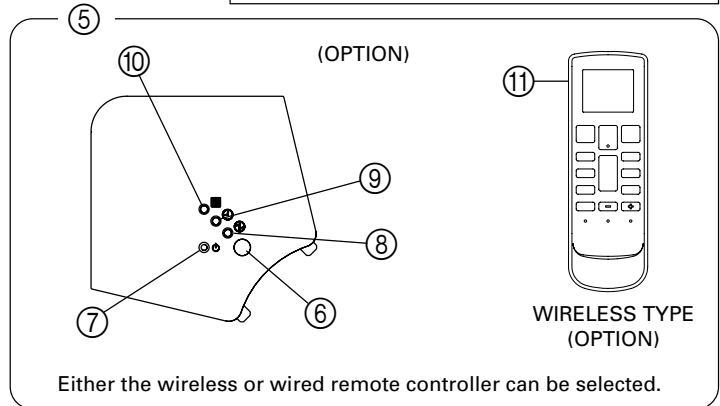 ⑤
(OPTION)
⑩
⑪
⑨
⑧
⑦
⑥
WIRELESS TYPE
(OPTION)
Either the wireless or wired remote controller can be selected.